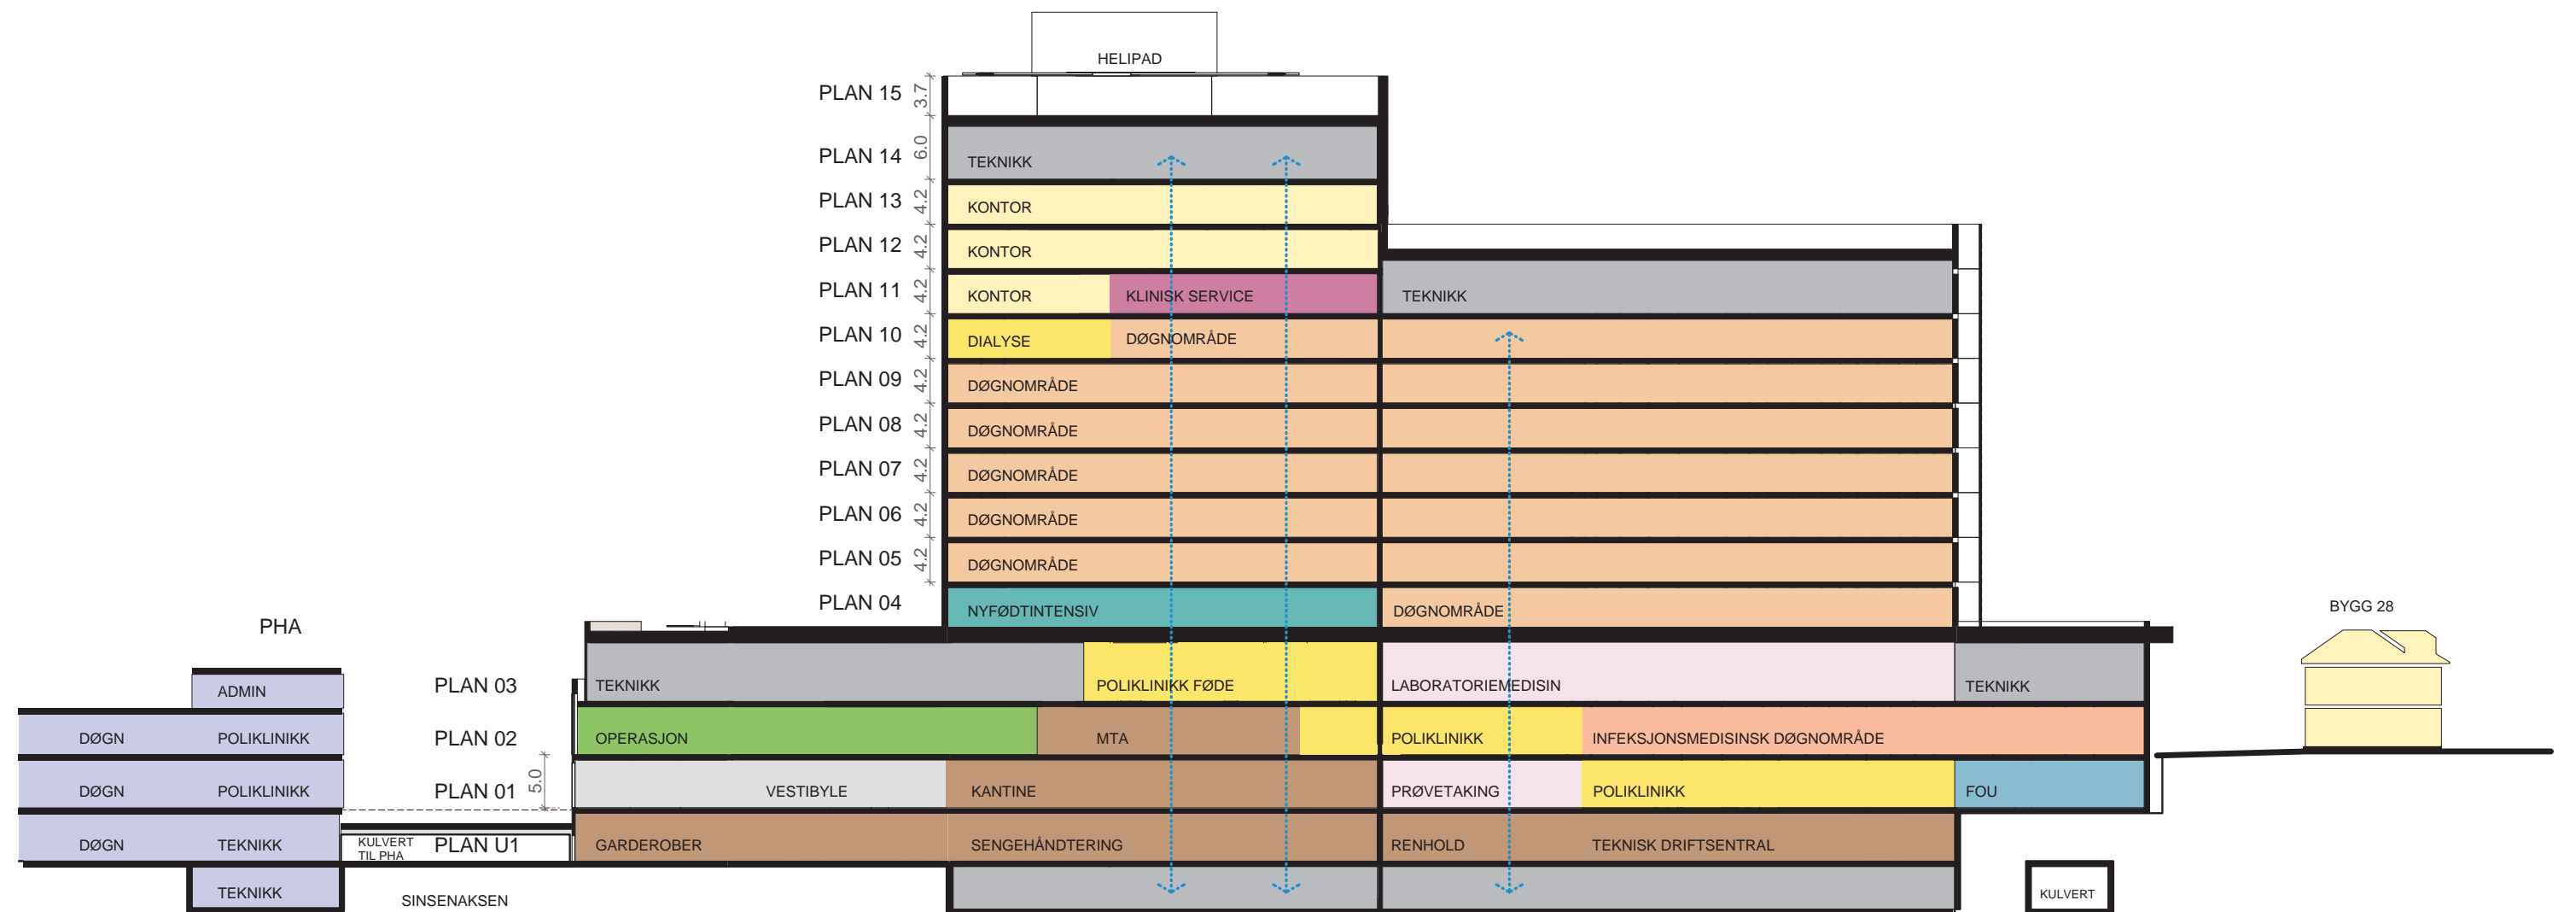 HELIPAD
PLAN 15 3.7
PLAN 14 6.0 TEKNIKK
PLAN 13 4.2 KONTOR
PLAN 12 4.2 KONTOR
PLAN 11 4.2 KONTOR KLINISK SERVICE TEKNIKK
PLAN 10 4.2 DIALYSE DØGNOMRÅDE
PLAN 09 4.2 DØGNOMRÅDE
PLAN 08 4.2 DØGNOMRÅDE
PLAN 07 4.2 DØGNOMRÅDE
PLAN 06 4.2 DØGNOMRÅDE
PLAN 05 4.2 DØGNOMRÅDE
PLAN 04 NYFØDTINTENSIV DØGNOMRÅDE
BYGG 28
PHA
ADMIN PLAN 03 TEKNIKK POLIKLINIKK FØDE LABORATORIEMEDISIN TEKNIKK
DØGN POLIKLINIKK PLAN 02 OPERASJON MTA POLIKLINIKK INFEKSJONSMEDISINSK DØGNOMRÅDE
DØGN POLIKLINIKK PLAN 01 5.0 VESTIBYLE KANTINE PRØVETAKING POLIKLINIKK FOU
DØGN TEKNIKK KULVERT PLAN U1 GARDEROBER SENGEHÅNDTERING RENHOLD TEKNISK DRIFTSENTRAL
TIL PHA
TEKNIKK SINSENAKSEN KULVERT